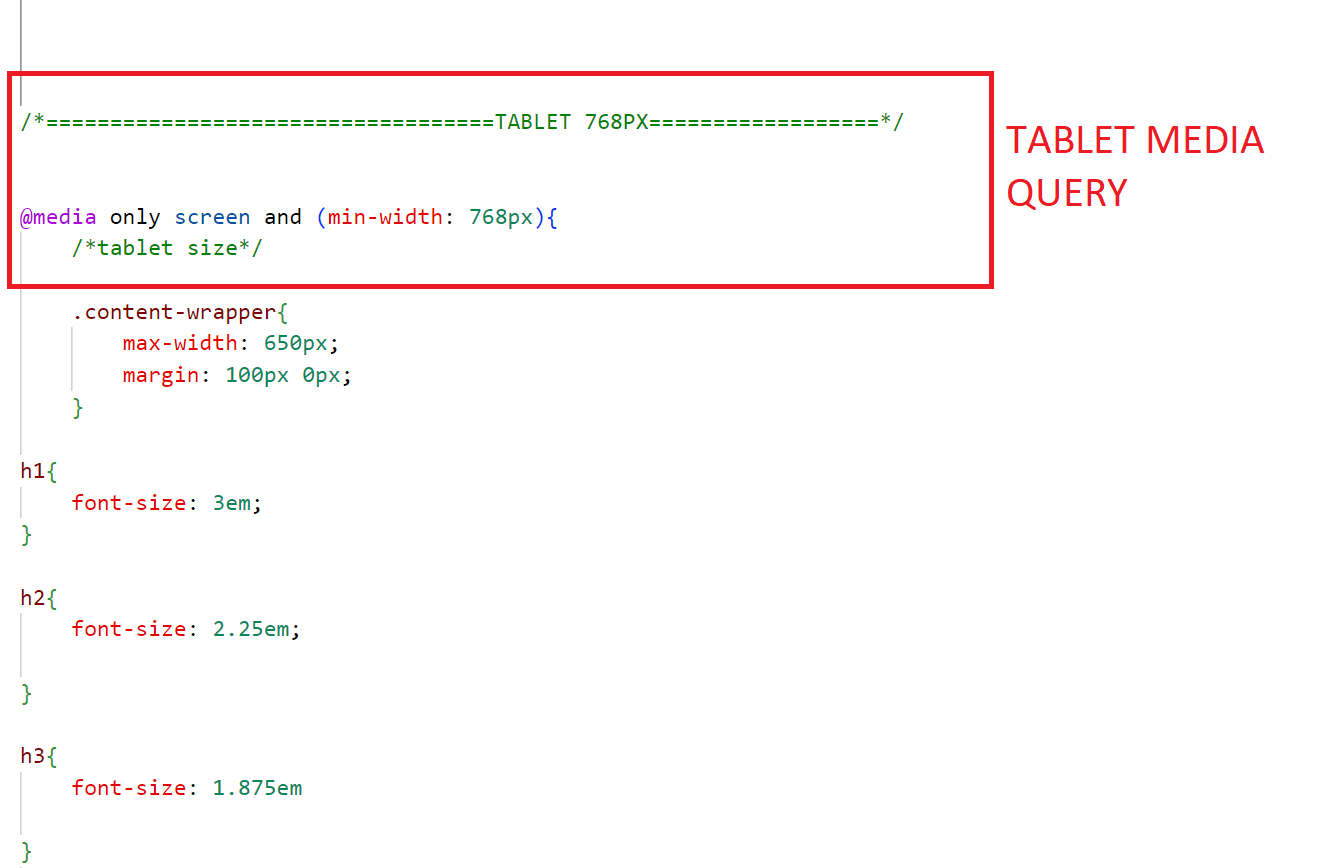 /*===================================TABLET 768PX==================*/
TABLET MEDIA
QUERY
@media only screen and (min-width: 768px){
/*tablet size*/
.content-wrapper{
max-width: 650px;
margin: 100px 0px;
}
h1{
font-size: 3em;
}
h2{
font-size: 2.25em;
}
h3{
font-size: 1.875em
}